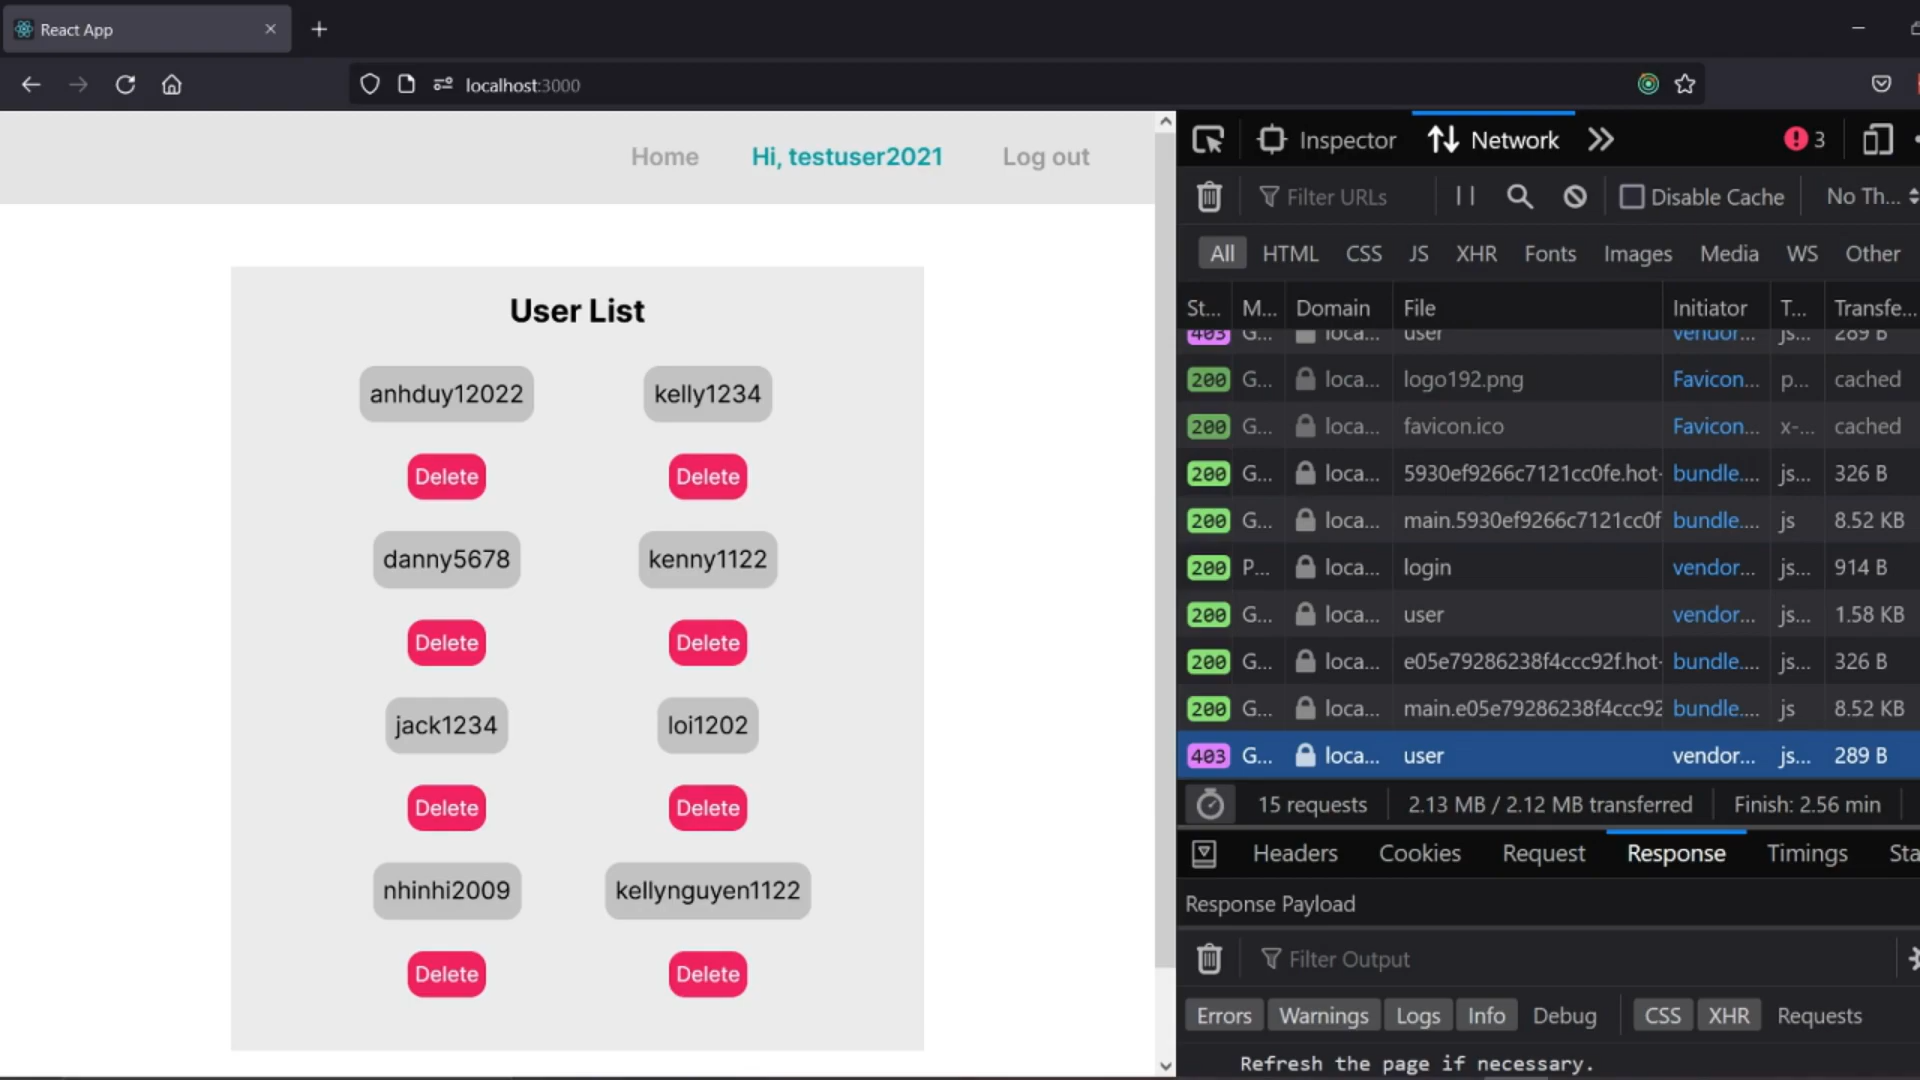 React App
localhost:3000
Home Hi, testuser2021 Log out
User List
anhduy12022 kelly1234
Delete Delete
danny5678 kenny1122
Delete Delete
jack1234 loi1202
Delete Delete
nhinhi2009 kellynguyen1122
Delete Delete
Inspector Network 3
Filter URLs Disable Cache No Th...
All HTML CSS JS XHR Fonts Images Media WS Other
St... M... Domain File Initiator T... Transfe...
403 G... loca... user vendor... js... 289 B
200 G... loca... logo192.png Favicon... p... cached
200 G... loca... favicon.ico Favicon... x-... cached
200 G... loca... 5930ef9266c7121cc0fe.hot- bundle.... js... 326 B
200 G... loca... main.5930ef9266c7121cc0f bundle.... js 8.52 KB
200 P... loca... login vendor... js... 914 B
200 G... loca... user vendor... js... 1.58 KB
200 G... loca... e05e79286238f4ccc92f.hot- bundle.... js... 326 B
200 G... loca... main.e05e79286238f4ccc92 bundle.... js 8.52 KB
403 G... loca... user vendor... js... 289 B
15 requests 2.13 MB / 2.12 MB transferred Finish: 2.56 min
Headers Cookies Request Response Timings Sta
Response Payload
Filter Output
Errors Warnings Logs Info Debug CSS XHR Requests
Refresh the page if necessary.